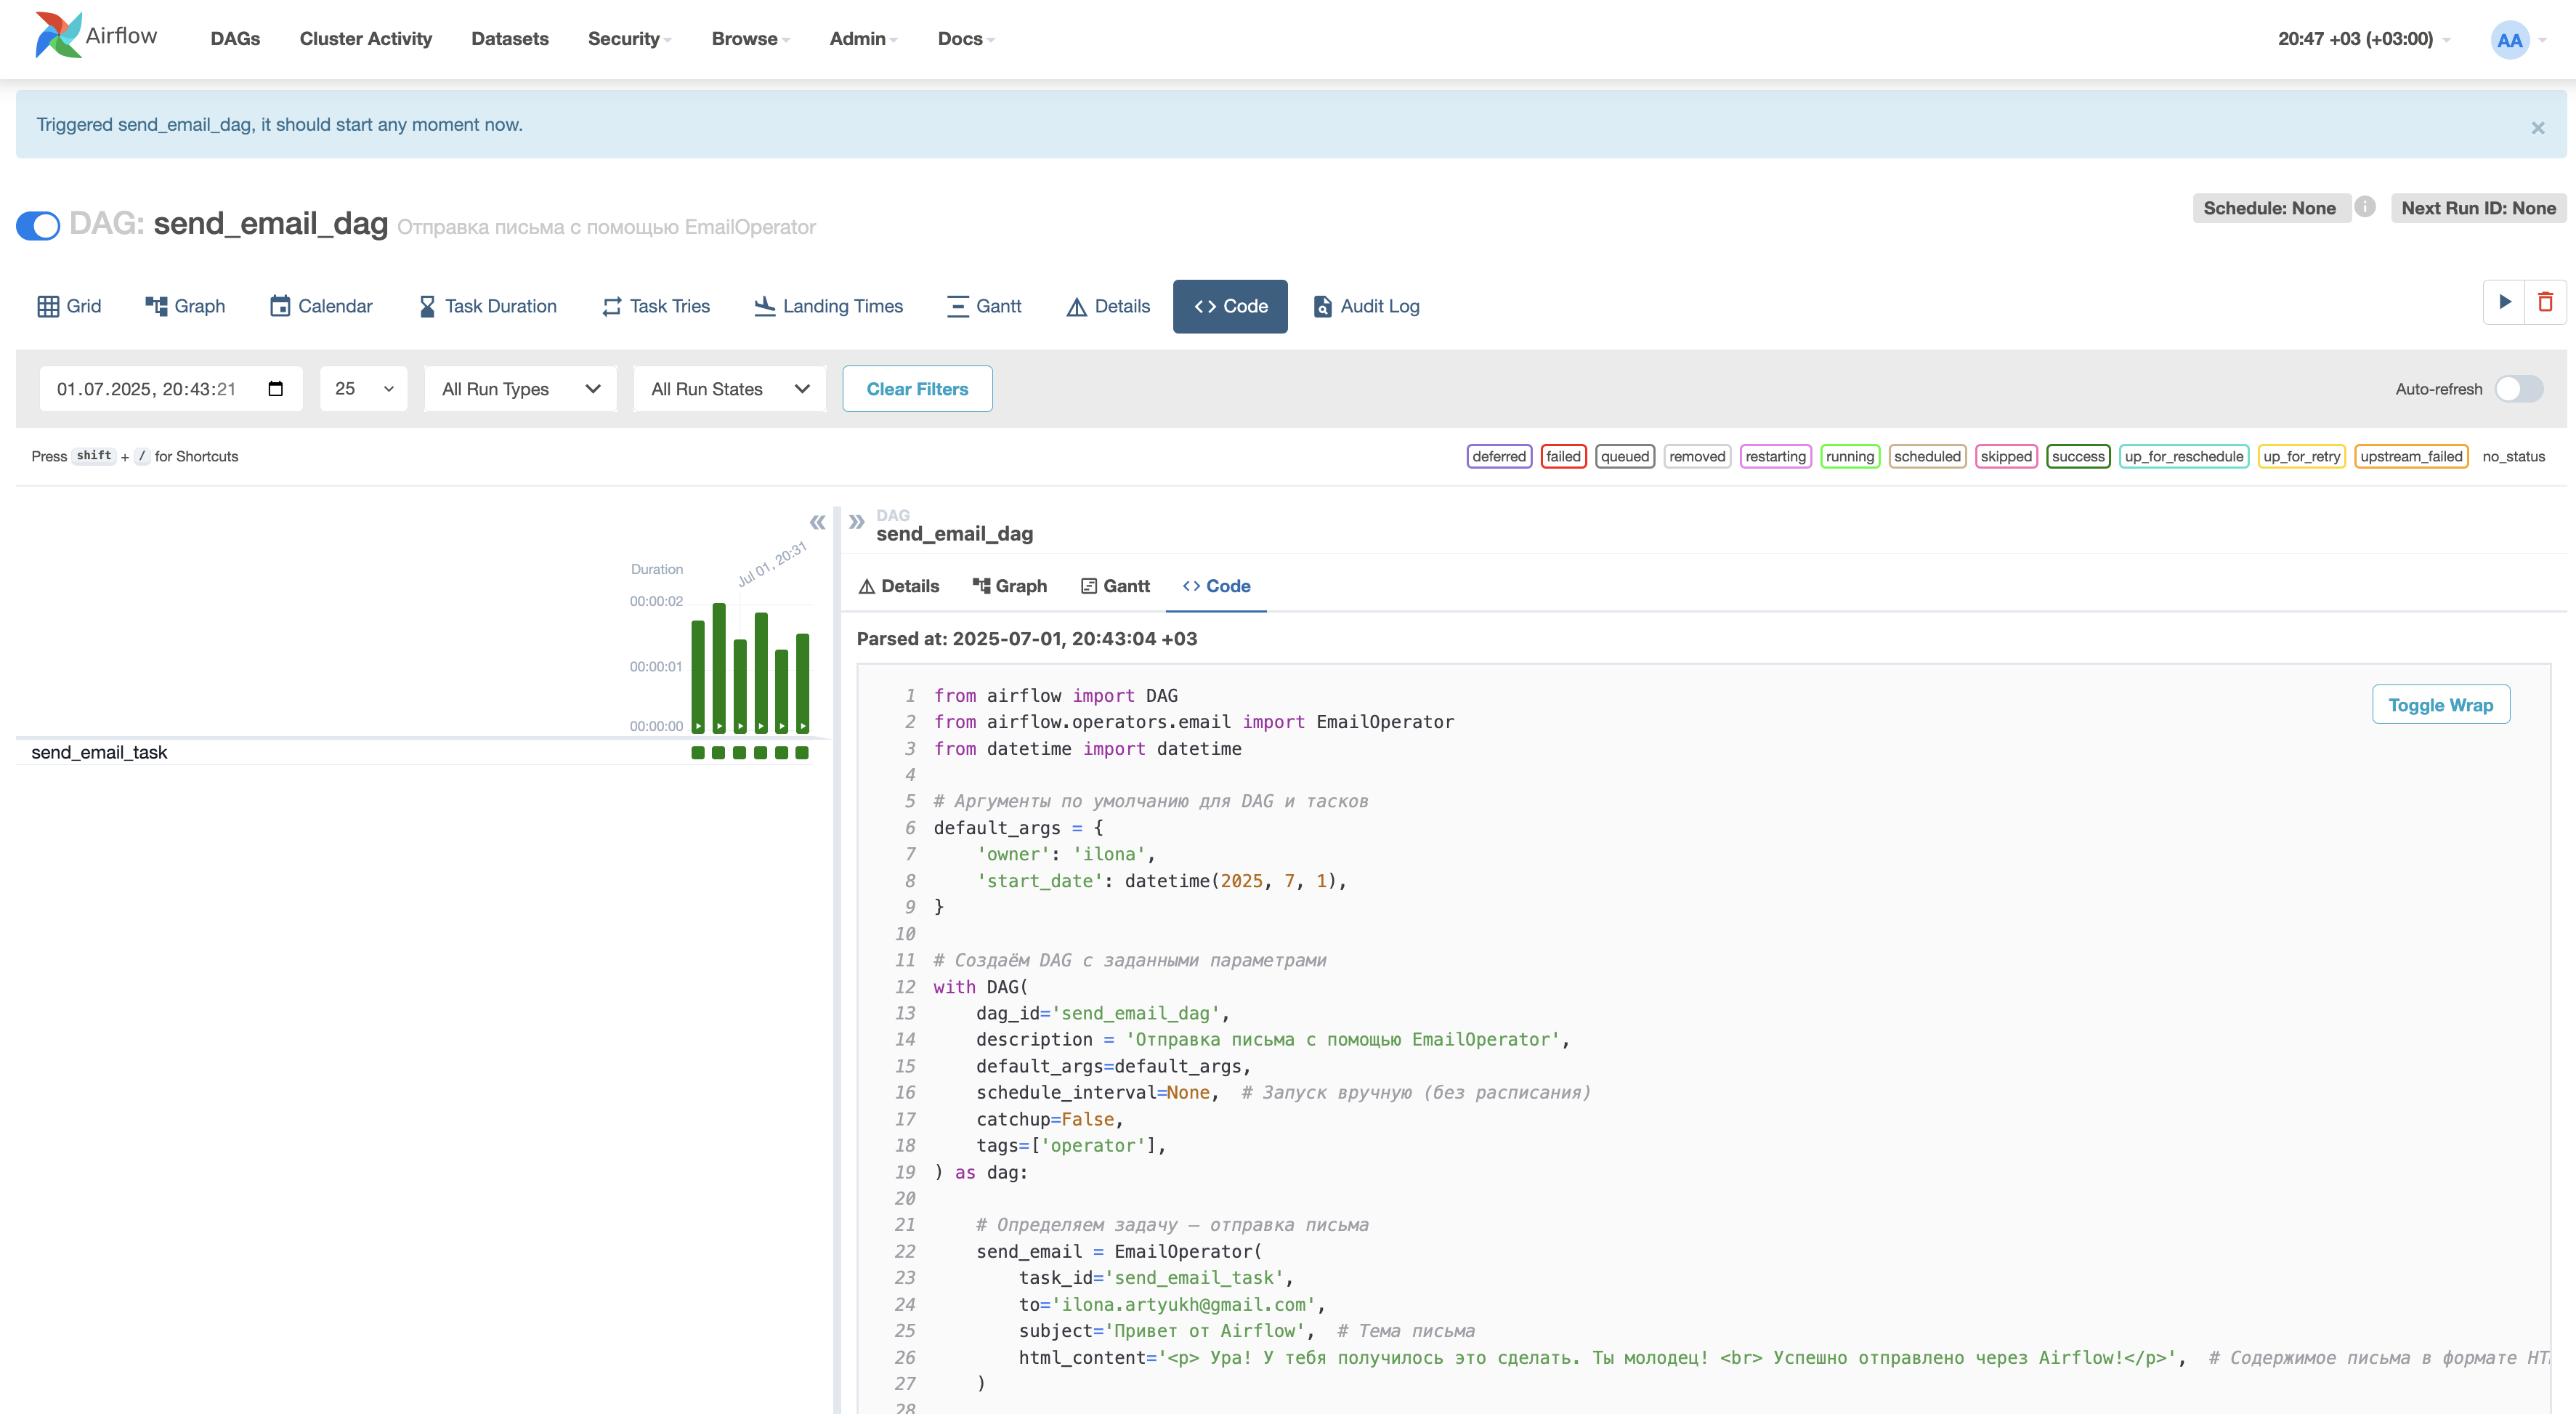 Airflow DAGs Cluster Activity Datasets Security Browse Admin Docs 20:47 +03 (+03:00) AA
Triggered send_email_dag, it should start any moment now. ×
DAG: send_email_dag Отправка письма с помощью EmailOperator Schedule: None i Next Run ID: None
Grid Graph Calendar Task Duration Task Tries Landing Times Gantt Details Code Audit Log
01.07.2025, 20:43:21 25 All Run Types All Run States Clear Filters Auto-refresh
Press shift + / for Shortcuts deferred failed queued removed restarting running scheduled skipped success up_for_reschedule up_for_retry upstream_failed no_status
Duration
Jul 01, 20:31
00:00:02
00:00:01
00:00:00
send_email_task
DAG
send_email_dag
Details Graph Gantt Code
Parsed at: 2025-07-01, 20:43:04 +03
Toggle Wrap
1 from airflow import DAG
2 from airflow.operators.email import EmailOperator
3 from datetime import datetime
4
5 # Аргументы по умолчанию для DAG и тасков
6 default_args = {
7     'owner': 'ilona',
8     'start_date': datetime(2025, 7, 1),
9 }
10
11 # Создаём DAG с заданными параметрами
12 with DAG(
13     dag_id='send_email_dag',
14     description = 'Отправка письма с помощью EmailOperator',
15     default_args=default_args,
16     schedule_interval=None,  # Запуск вручную (без расписания)
17     catchup=False,
18     tags=['operator'],
19 ) as dag:
20
21     # Определяем задачу — отправка письма
22     send_email = EmailOperator(
23         task_id='send_email_task',
24         to='ilona.artyukh@gmail.com',
25         subject='Привет от Airflow',  # Тема письма
26         html_content='<p> Ура! У тебя получилось это сделать. Ты молодец! <br> Успешно отправлено через Airflow!</p>',  # Содержимое письма в формате
27     )
28